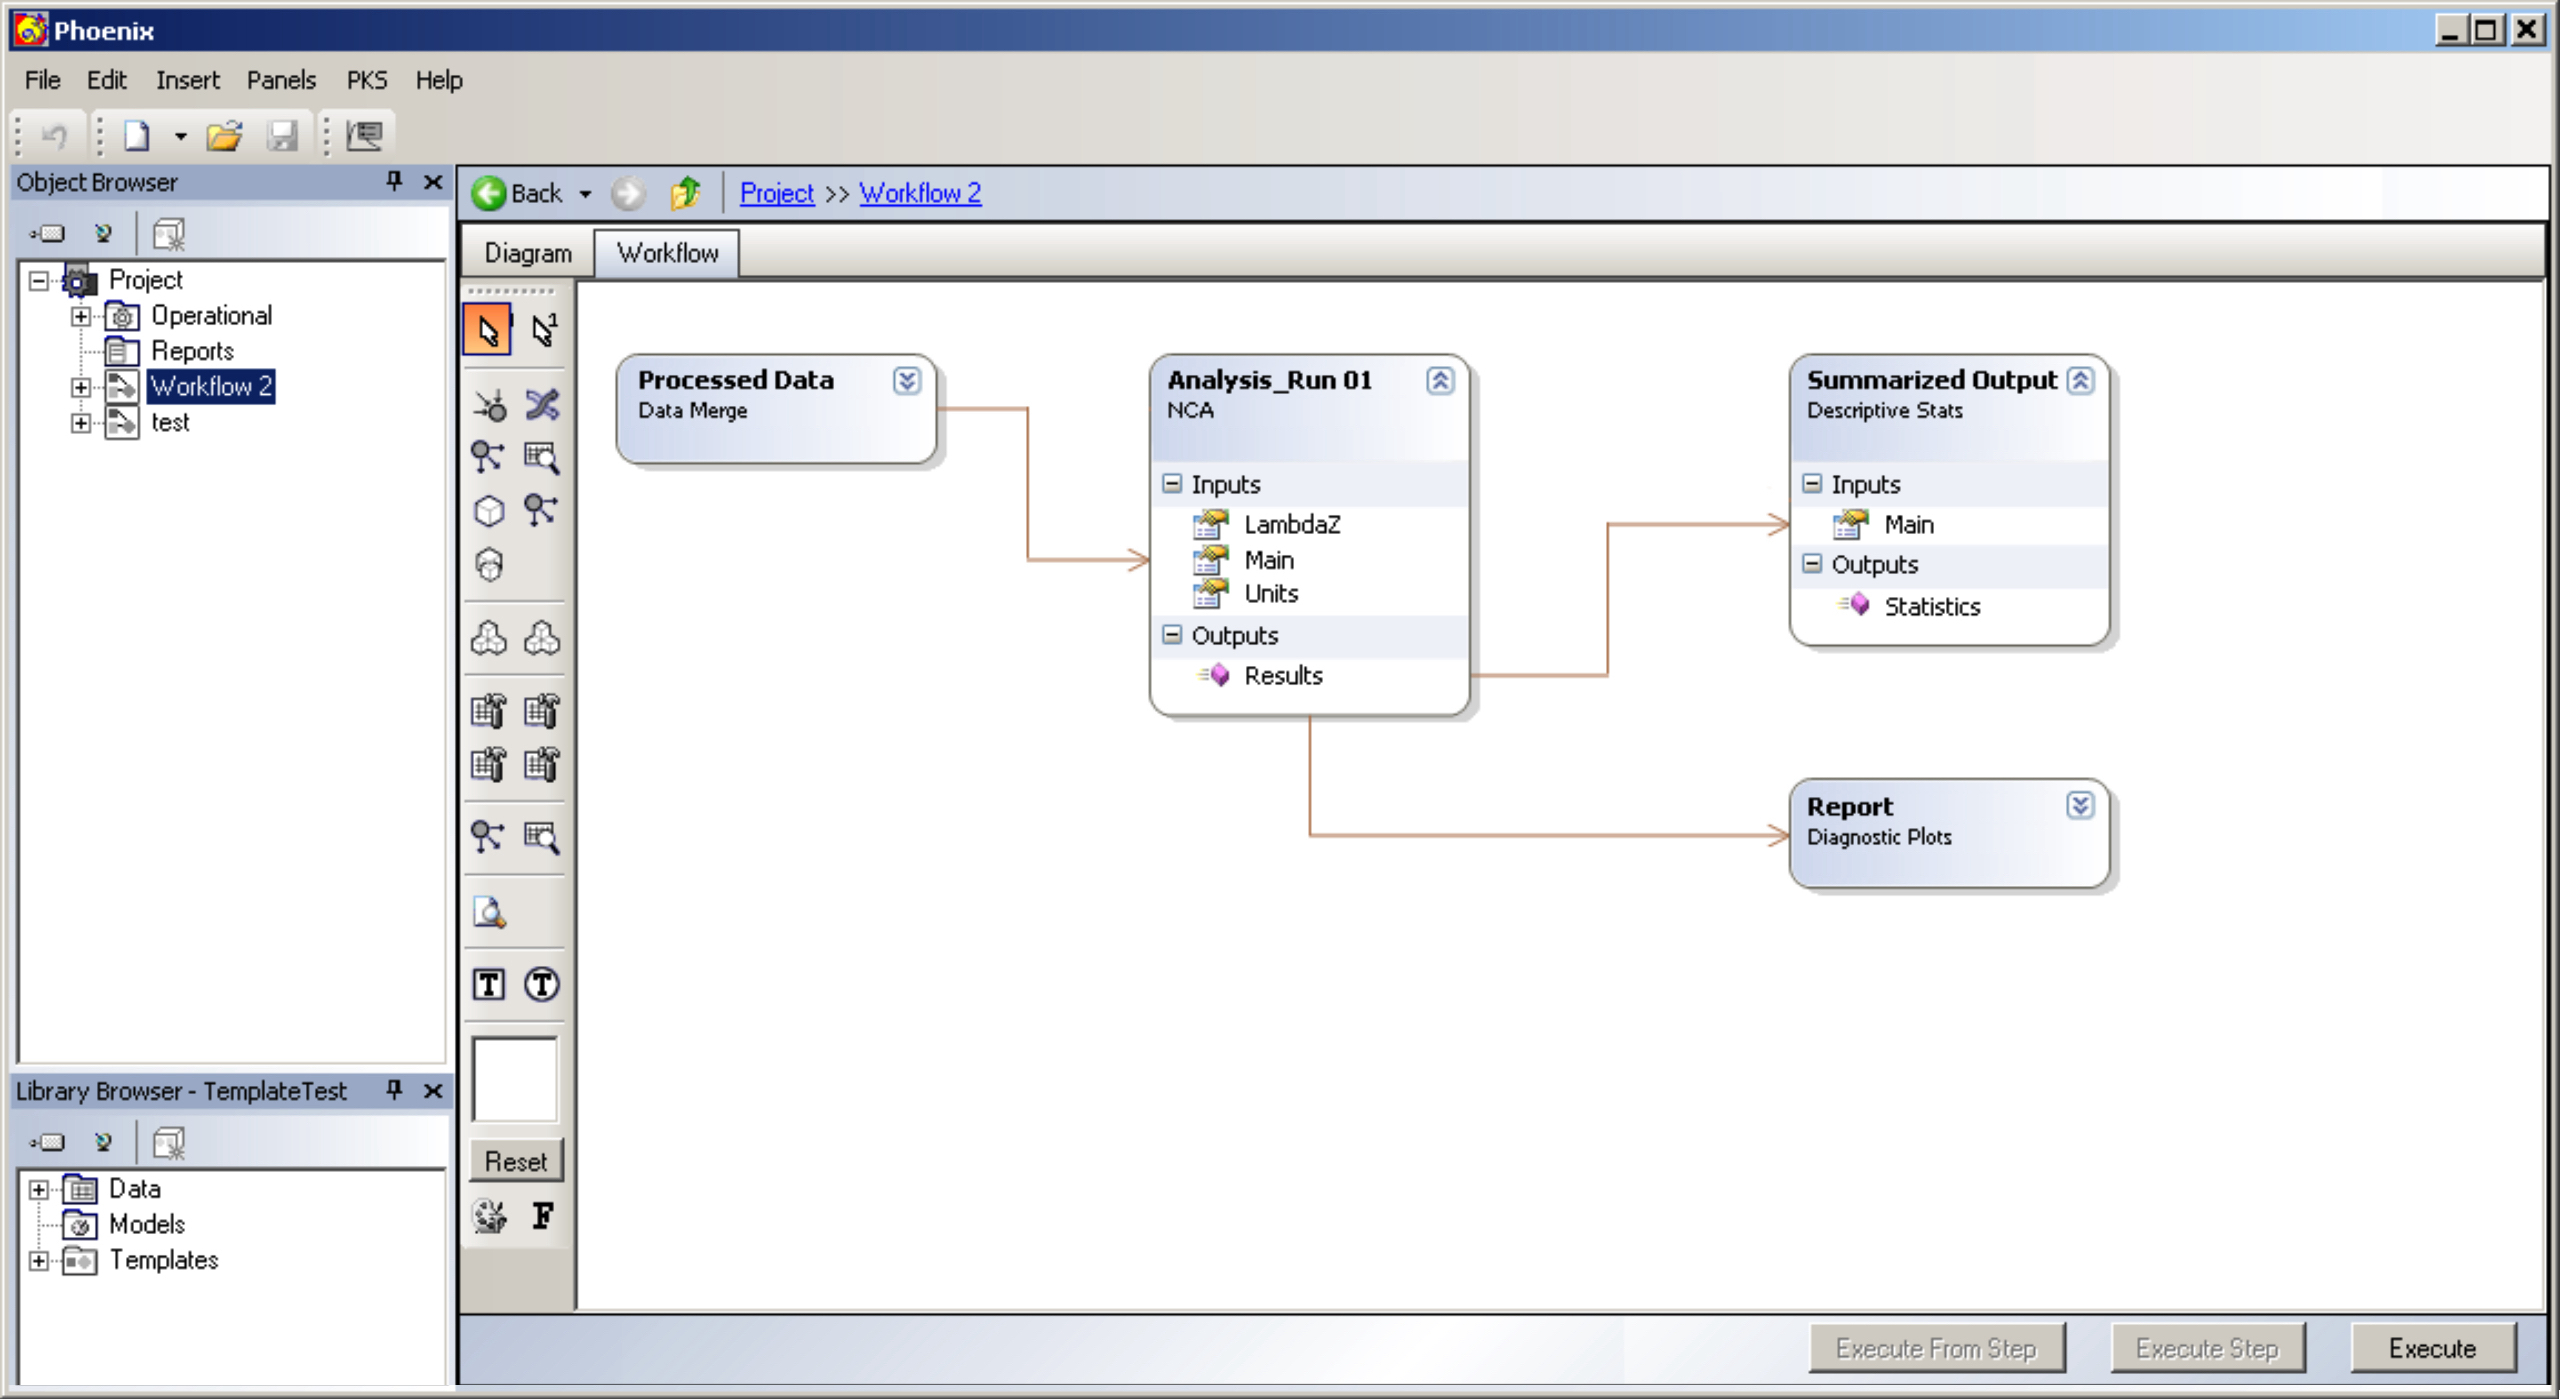 Phoenix
File Edit Insert Panels PKS Help
Object Browser
Back Project >> Workflow 2
Diagram Workflow
Project
Operational
Reports
Workflow 2
test
Processed Data
Data Merge
Analysis_Run 01
NCA
Inputs
LambdaZ
Main
Units
Outputs
Results
Summarized Output
Descriptive Stats
Inputs
Main
Outputs
Statistics
Report
Diagnostic Plots
1
T T
Reset
F
Library Browser - TemplateTest
Data
Models
Templates
Execute From Step Execute Step Execute